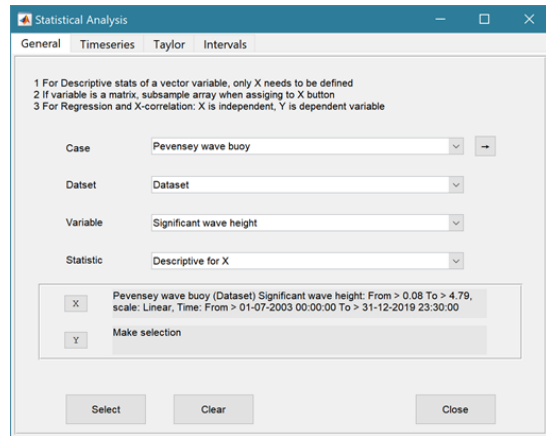 Statistical Analysis
General Timeseries Taylor Intervals
1 For Descriptive stats of a vector variable, only X needs to be defined
2 If variable is a matrix, subsample array when assiging to X button
3 For Regression and X-correlation: X is independent, Y is dependent variable
Case Pevensey wave buoy →
Datset Dataset
Variable Significant wave height
Statistic Descriptive for X
X Pevensey wave buoy (Dataset) Significant wave height: From > 0.08 To > 4.79,
scale: Linear, Time: From > 01-07-2003 00:00:00 To > 31-12-2019 23:30:00
Y Make selection
Select Clear Close